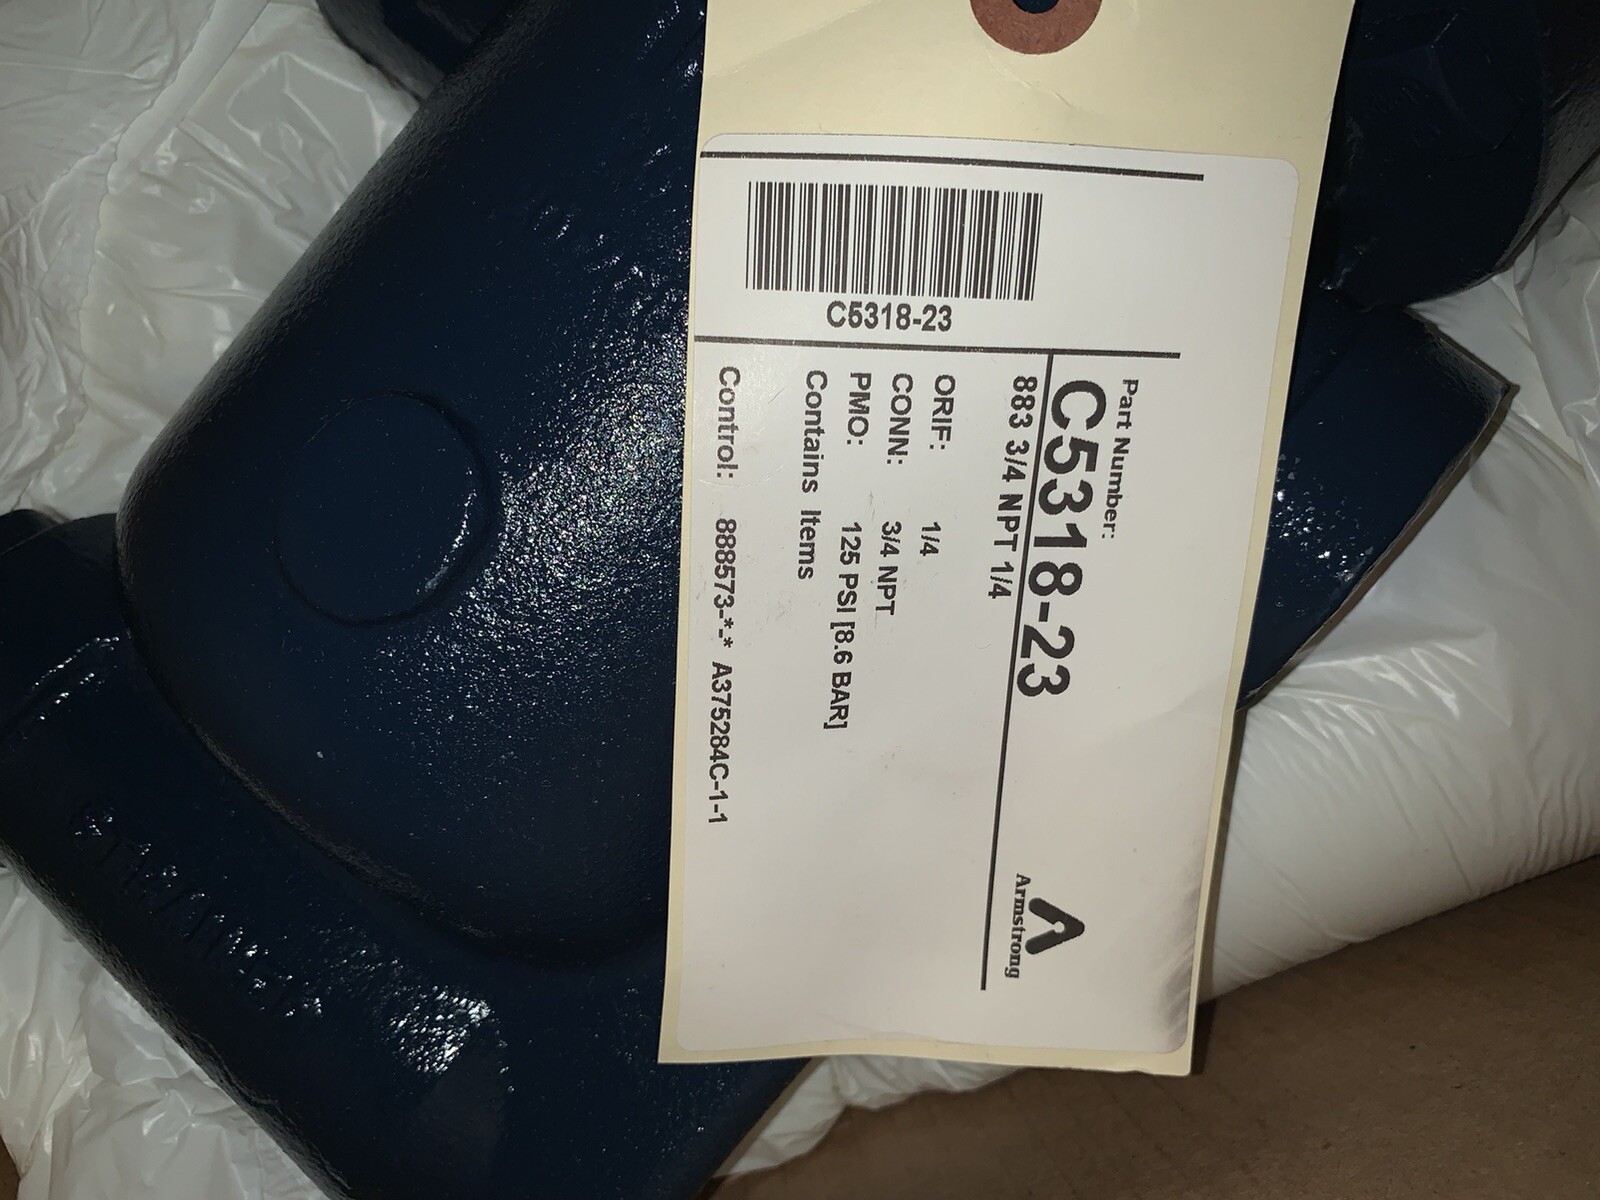 C5318-23
Part Number:
C5318-23
Armstrong
883 3/4 NPT 1/4
ORIF: 1/4
CONN: 3/4 NPT
PMO: 125 PSI [8.6 BAR]
Contains Items
Control: 888573-*-* A375284C-1-1